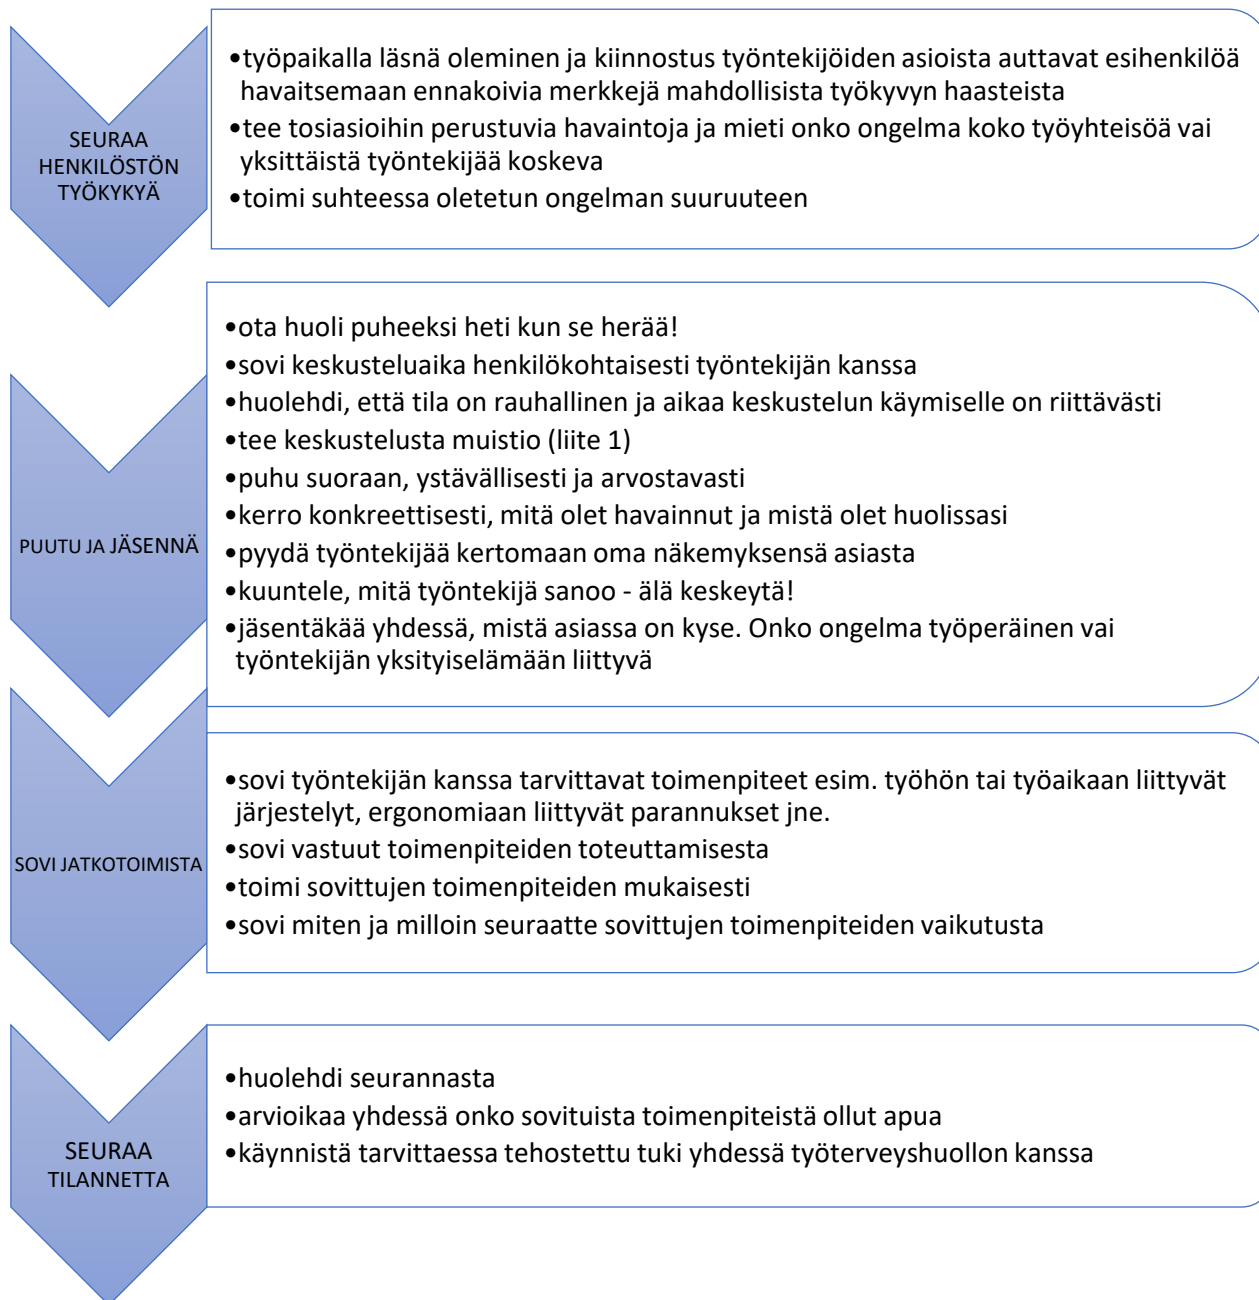 SEURAA
HENKILÖSTÖN
TYÖKYKYÄ
•työpaikalla läsnä oleminen ja kiinnostus työntekijöiden asioista auttavat esihenkilöä
havaitsemaan ennakoivia merkkejä mahdollisista työkyvyn haasteista
•tee tosiasioihin perustuvia havaintoja ja mieti onko ongelma koko työyhteisöä vai
yksittäistä työntekijää koskeva
•toimi suhteessa oletetun ongelman suuruuteen
PUUTU JA JÄSENNÄ
•ota huoli puheeksi heti kun se herää!
•sovi keskusteluaika henkilökohtaisesti työntekijän kanssa
•huolehdi, että tila on rauhallinen ja aikaa keskustelun käymiselle on riittävästi
•tee keskustelusta muistio (liite 1)
•puhu suoraan, ystävällisesti ja arvostavasti
•kerro konkreettisesti, mitä olet havainnut ja mistä olet huolissasi
•pyydä työntekijää kertomaan oma näkemyksensä asiasta
•kuuntele, mitä työntekijä sanoo - älä keskeytä!
•jäsentäkää yhdessä, mistä asiassa on kyse. Onko ongelma työperäinen vai
työntekijän yksityiselämään liittyvä
SOVI JATKOTOIMISTA
•sovi työntekijän kanssa tarvittavat toimenpiteet esim. työhön tai työaikaan liittyvät
järjestelyt, ergonomiaan liittyvät parannukset jne.
•sovi vastuut toimenpiteiden toteuttamisesta
•toimi sovittujen toimenpiteiden mukaisesti
•sovi miten ja milloin seuraatte sovittujen toimenpiteiden vaikutusta
SEURAA
TILANNETTA
•huolehdi seurannasta
•arvioikaa yhdessä onko sovituista toimenpiteistä ollut apua
•käynnistä tarvittaessa tehostettu tuki yhdessä työterveyshuollon kanssa